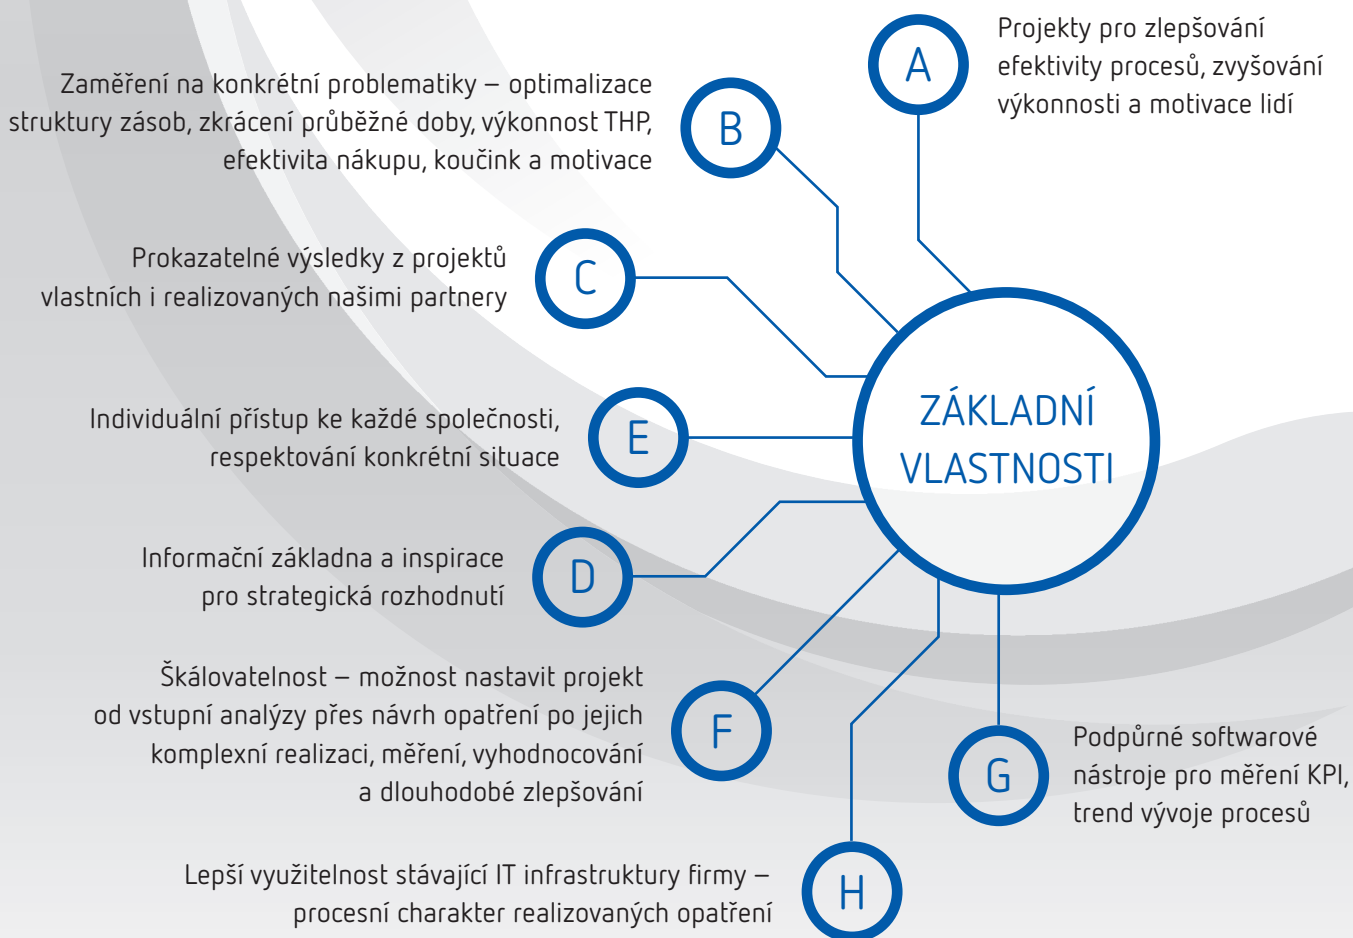 A
Projekty pro zlepšování
efektivity procesů, zvyšování
výkonnosti a motivace lidí
Zaměření na konkrétní problematiky – optimalizace
struktury zásob, zkrácení průběžné doby, výkonnost THP,
efektivita nákupu, koučink a motivace
B
Prokazatelné výsledky z projektů
vlastních i realizovaných našimi partnery
C
ZÁKLADNÍ
VLASTNOSTI
Individuální přístup ke každé společnosti,
respektování konkrétní situace
E
Informační základna a inspirace
pro strategická rozhodnutí
D
Škálovatelnost – možnost nastavit projekt
od vstupní analýzy přes návrh opatření po jejich
komplexní realizaci, měření, vyhodnocování
a dlouhodobé zlepšování
F
G
Podpůrné softwarové
nástroje pro měření KPI,
trend vývoje procesů
Lepší využitelnost stávající IT infrastruktury firmy –
procesní charakter realizovaných opatření
H